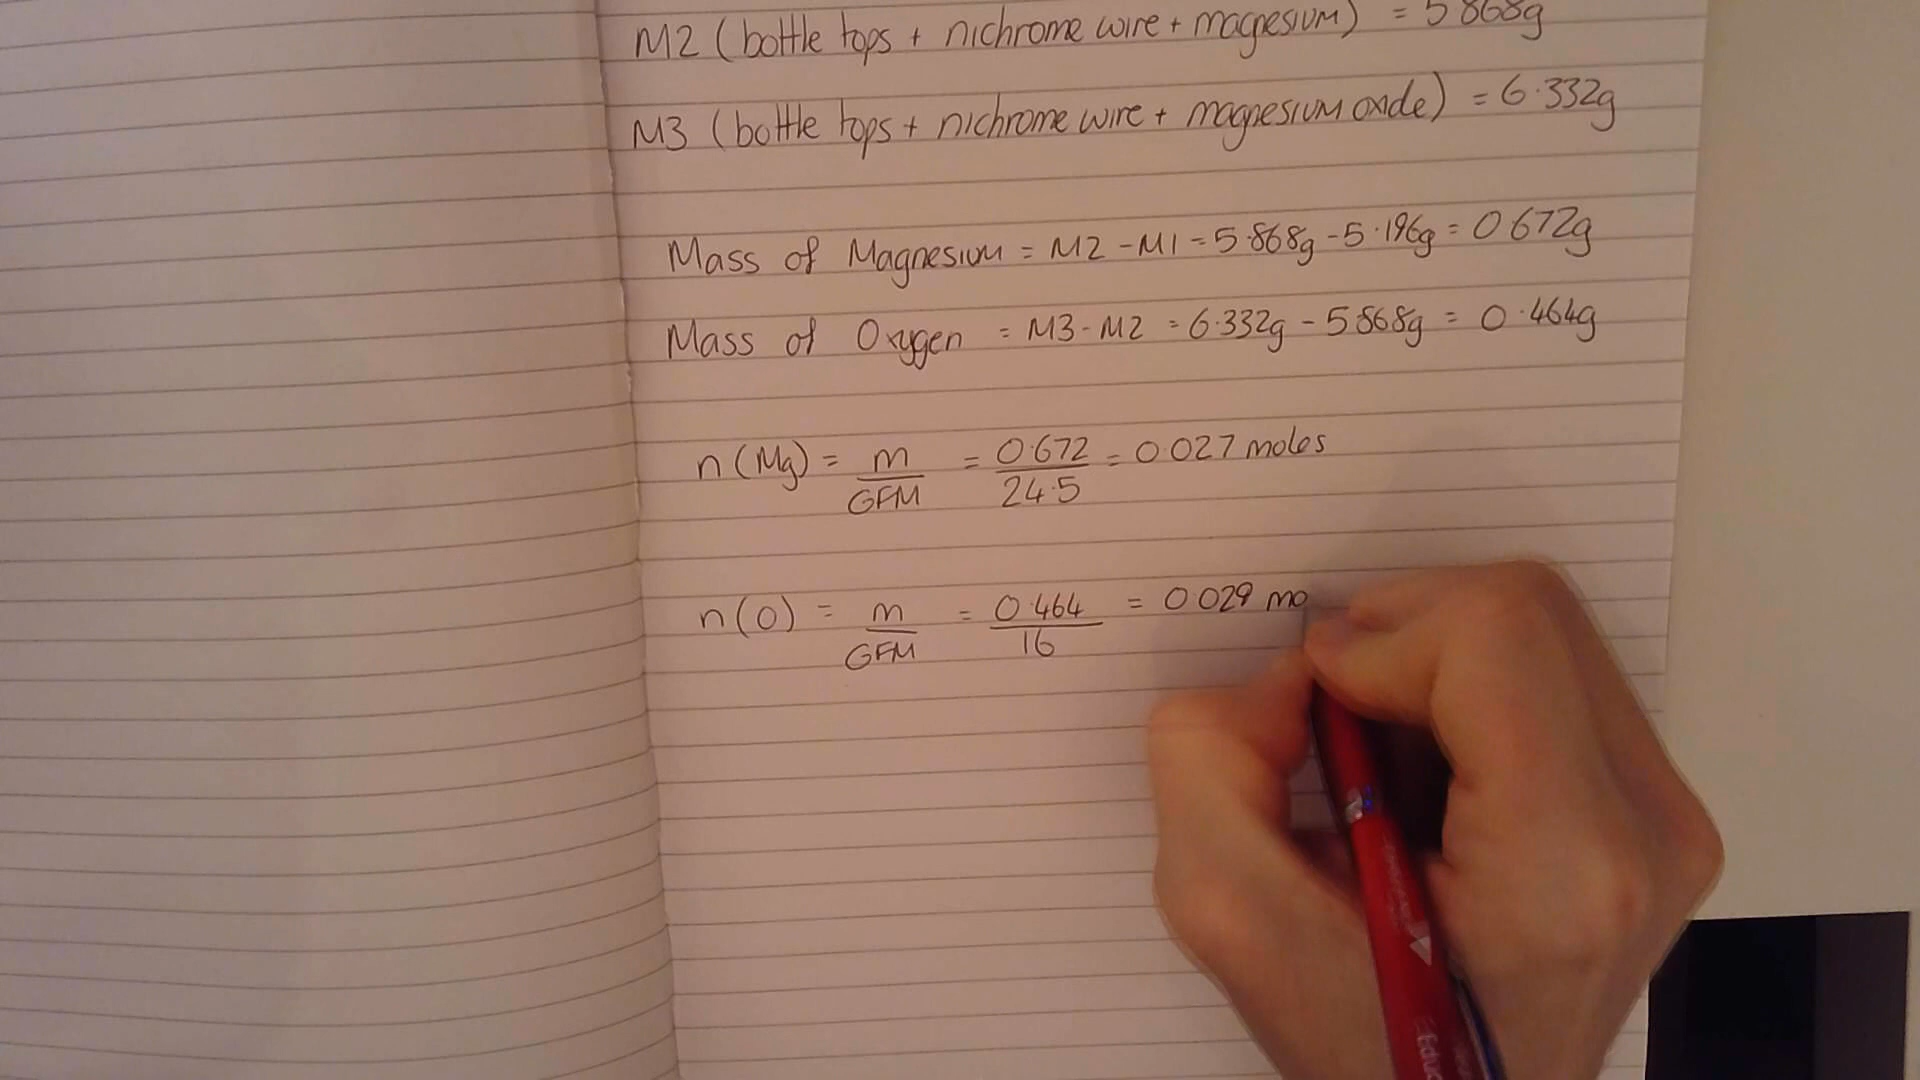 M2 (bottle tops + nichrome wire + magnesium) = 5.868g
M3 (bottle tops + nichrome wire + magnesium oxide) = 6.332g
Mass of Magnesium = M2 - M1 = 5.868g - 5.196g = 0.672g
Mass of Oxygen = M3 - M2 = 6.332g - 5.868g = 0.464g
n(Mg) = m/GFM = 0.672/24.5 = 0.027 moles
n(O) = m/GFM = 0.464/16 = 0.029 mo